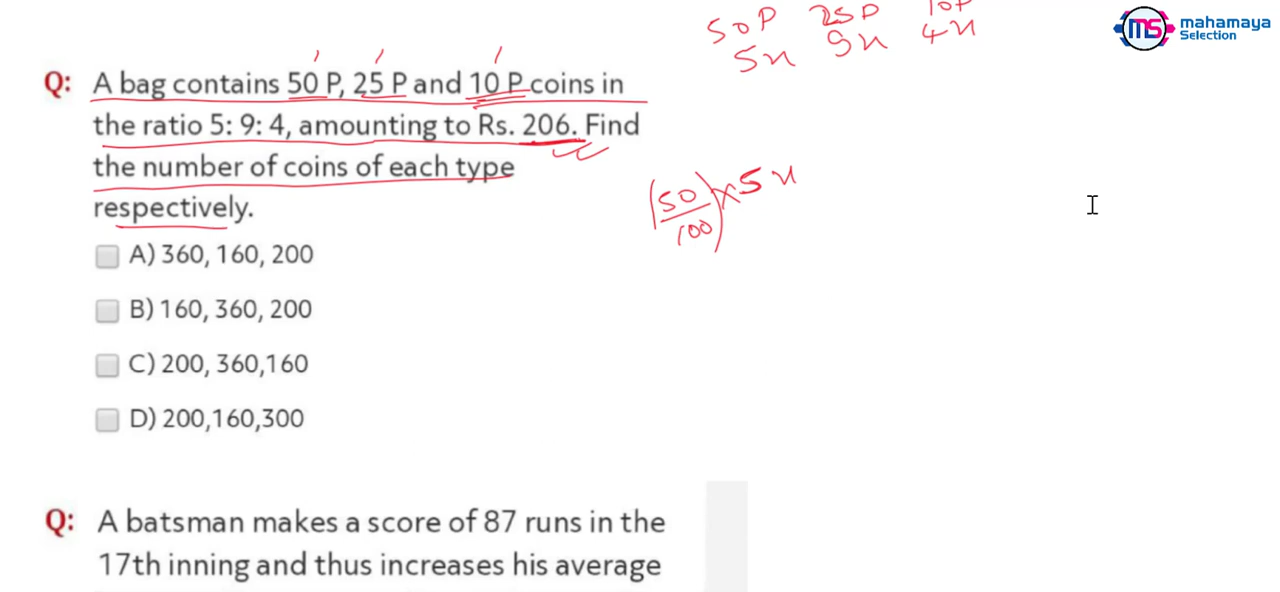 50P 25P 10P
5x 9x 4x
mahamaya
Selection
MS
Q: A bag contains 50 P, 25 P and 10 P coins in
the ratio 5: 9: 4, amounting to Rs. 206. Find
the number of coins of each type
respectively.
(50/100)×5x
A) 360, 160, 200
B) 160, 360, 200
C) 200, 360,160
D) 200,160,300
Q: A batsman makes a score of 87 runs in the
17th inning and thus increases his average